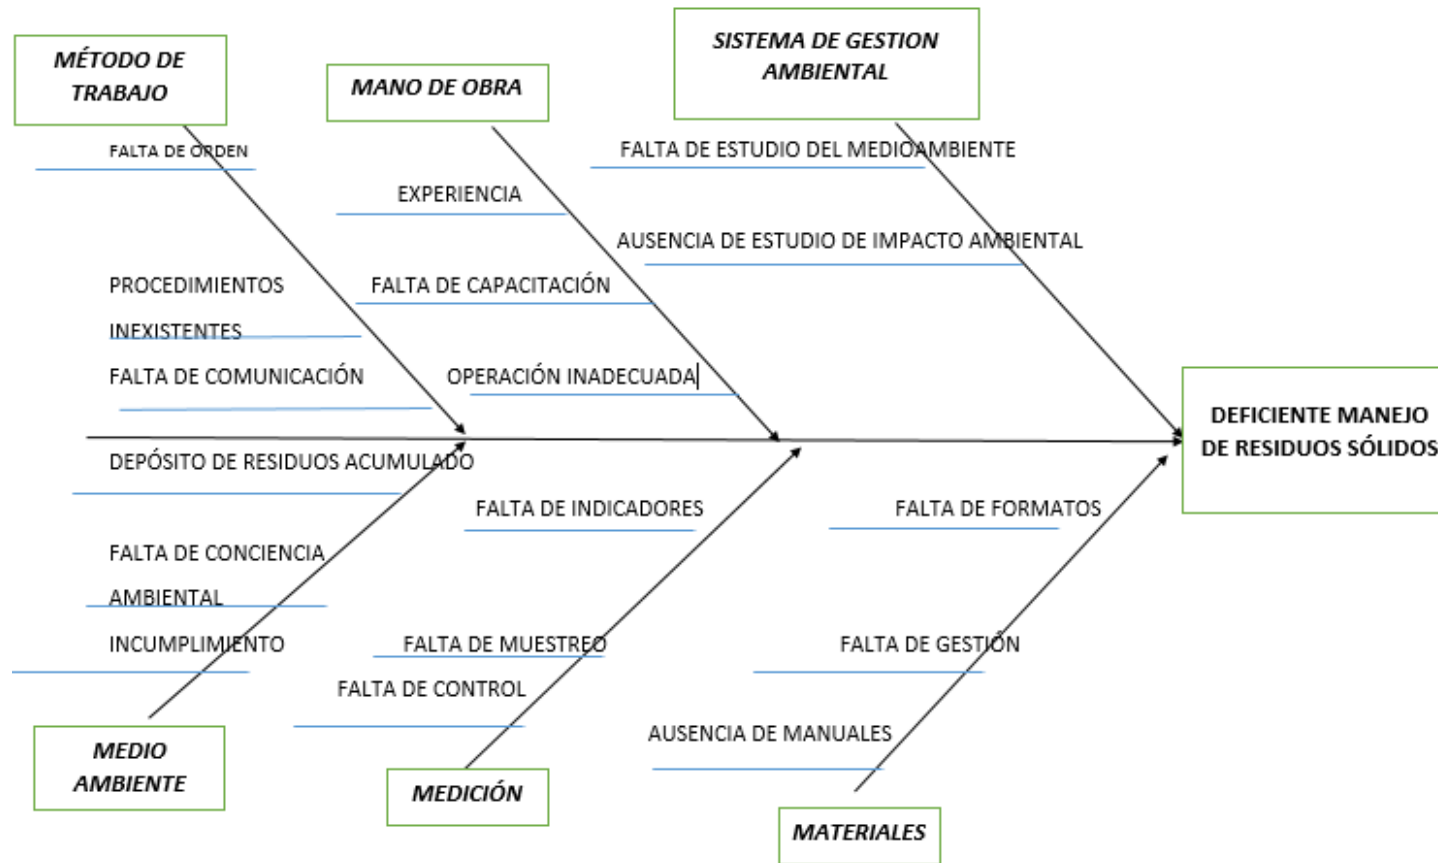 MÉTODO DE
TRABAJO
MANO DE OBRA
SISTEMA DE GESTION
AMBIENTAL
FALTA DE ORDEN
PROCEDIMIENTOS
INEXISTENTES
FALTA DE COMUNICACIÓN
EXPERIENCIA
FALTA DE CAPACITACIÓN
OPERACIÓN INADECUADA
FALTA DE ESTUDIO DEL MEDIOAMBIENTE
AUSENCIA DE ESTUDIO DE IMPACTO AMBIENTAL
DEFICIENTE MANEJO
DE RESIDUOS SÓLIDOS
DEPÓSITO DE RESIDUOS ACUMULADO
FALTA DE CONCIENCIA
AMBIENTAL
INCUMPLIMIENTO
FALTA DE INDICADORES
FALTA DE MUESTREO
FALTA DE CONTROL
FALTA DE FORMATOS
FALTA DE GESTIÓN
AUSENCIA DE MANUALES
MEDIO
AMBIENTE
MEDICIÓN
MATERIALES